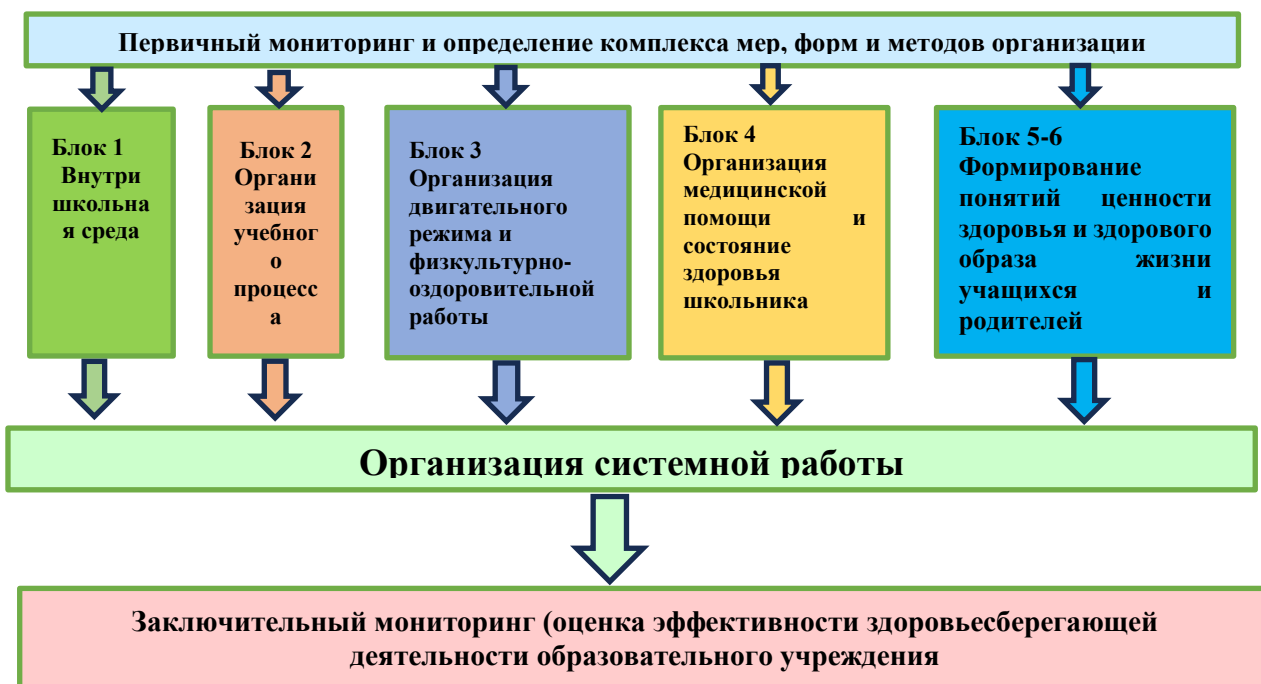 Первичный мониторинг и определение комплекса мер, форм и методов организации
Блок 1
Внутри
школьна
я среда
Блок 2
Органи
зация
учебног
о
процесс
а
Блок 3
Организация
двигательного
режима и
физкультурно-
оздоровительной
работы
Блок 4
Организация
медицинской
помощи и
состояние
здоровья
школьника
Блок 5-6
Формирование
понятий ценности
здоровья и здорового
образа жизни
учащихся и
родителей
Организация системной работы
Заключительный мониторинг (оценка эффективности здоровьесберегающей
деятельности образовательного учреждения